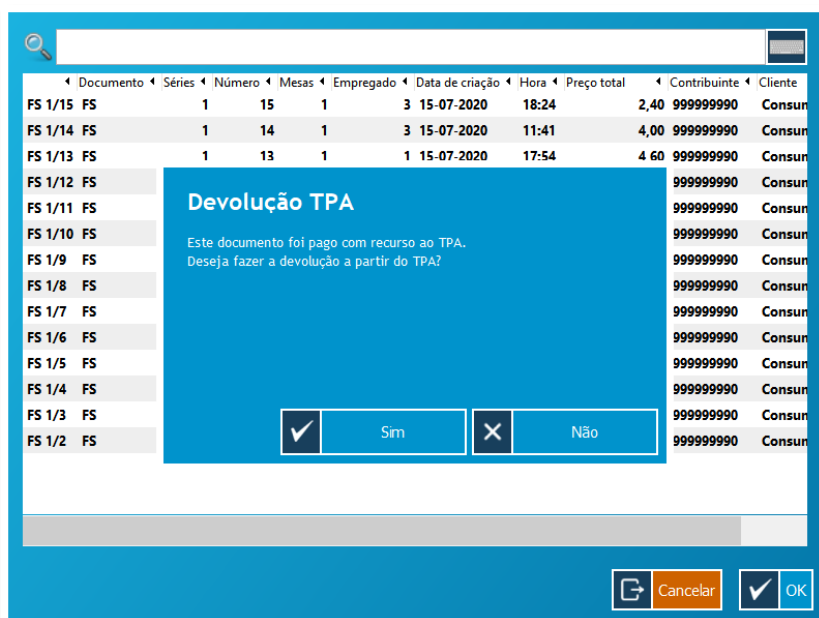 Documento Séries Número Mesas Empregado Data de criação Hora Preço total Contribuinte Cliente
FS 1/15 FS 1 15 1 3 15-07-2020 18:24 2,40 999999990 Consun
FS 1/14 FS 1 14 1 3 15-07-2020 11:41 4,00 999999990 Consun
FS 1/13 FS 1 13 1 1 15-07-2020 17:54 4 60 999999990 Consun
FS 1/12 FS 999999990 Consun
FS 1/11 FS 999999990 Consun
FS 1/10 FS 999999990 Consun
FS 1/9 FS 999999990 Consun
FS 1/8 FS 999999990 Consun
FS 1/7 FS 999999990 Consun
FS 1/6 FS 999999990 Consun
FS 1/5 FS 999999990 Consun
FS 1/4 FS 999999990 Consun
FS 1/3 FS 999999990 Consun
FS 1/2 FS 999999990 Consun
Devolução TPA
Este documento foi pago com recurso ao TPA.
Deseja fazer a devolução a partir do TPA?
Sim Não
Cancelar OK